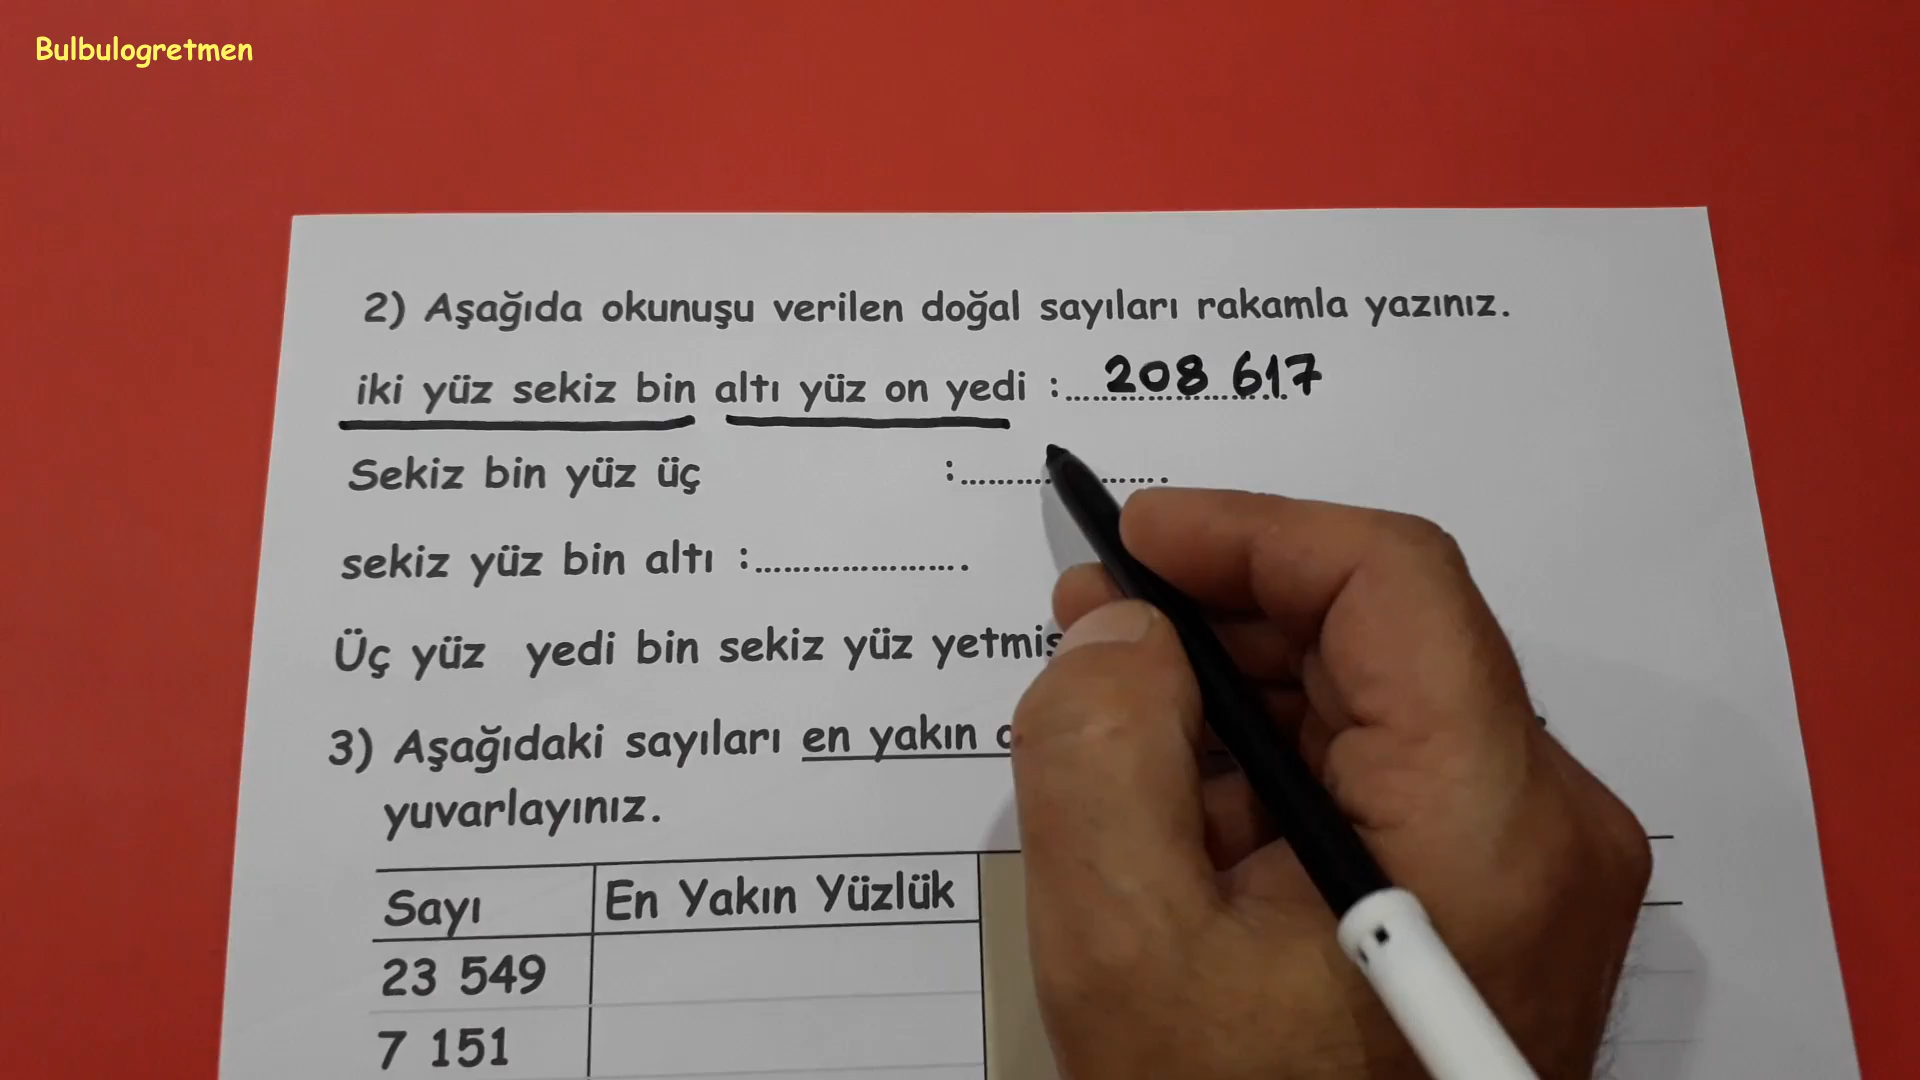 Bulbulogretmen
2) Aşağıda okunuşu verilen doğal sayıları rakamla yazınız.
iki yüz sekiz bin altı yüz on yedi :........................ 208 617
Sekiz bin yüz üç :........................
sekiz yüz bin altı :........................
Üç yüz yedi bin sekiz yüz
3) Aşağıdaki sayıları en yakın
yuvarlayınız.
Sayı En Yakın Yüzlük
23 549
7 151